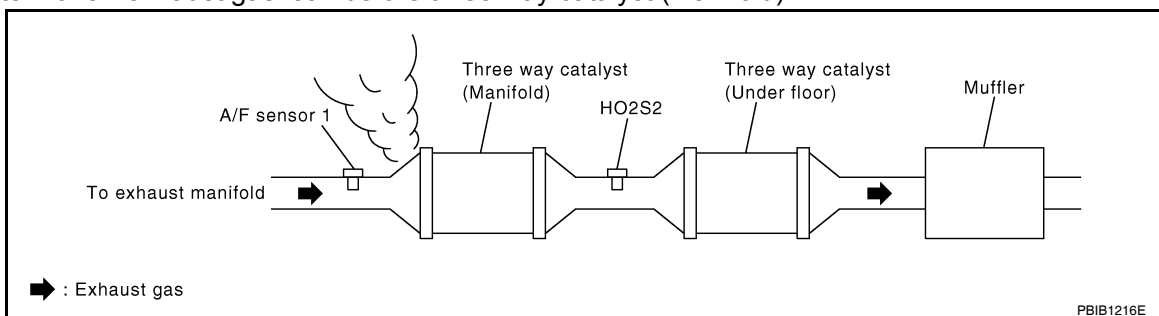 Three way catalyst
(Manifold)
Three way catalyst
(Under floor)
Muffler
A/F sensor 1
HO2S2
To exhaust manifold
: Exhaust gas
PBIB1216E